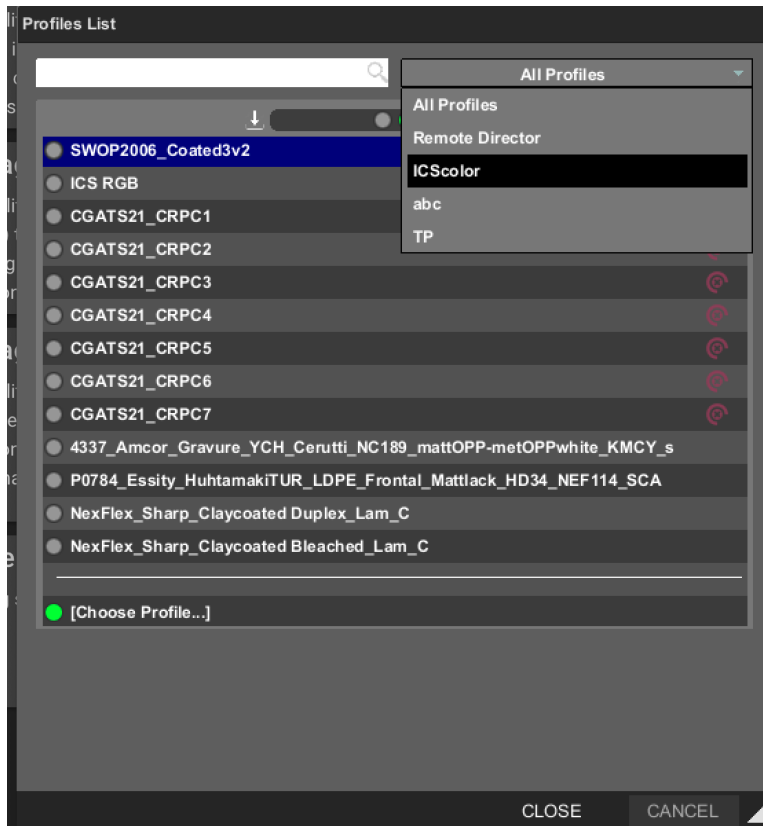 Profiles List
All Profiles
All Profiles
Remote Director
ICScolor
abc
TP
SWOP2006_Coated3v2
ICS RGB
CGATS21_CRPC1
CGATS21_CRPC2
CGATS21_CRPC3
CGATS21_CRPC4
CGATS21_CRPC5
CGATS21_CRPC6
CGATS21_CRPC7
4337_Amcor_Gravure_YCH_Cerutti_NC189_mattOPP-metOPPwhite_KMCY_s
P0784_Essity_HuhtamakiTUR_LDPE_Frontal_Mattlack_HD34_NEF114_SCA
NexFlex_Sharp_Claycoated Duplex_Lam_C
NexFlex_Sharp_Claycoated Bleached_Lam_C
[Choose Profile...]
CLOSE CANCEL